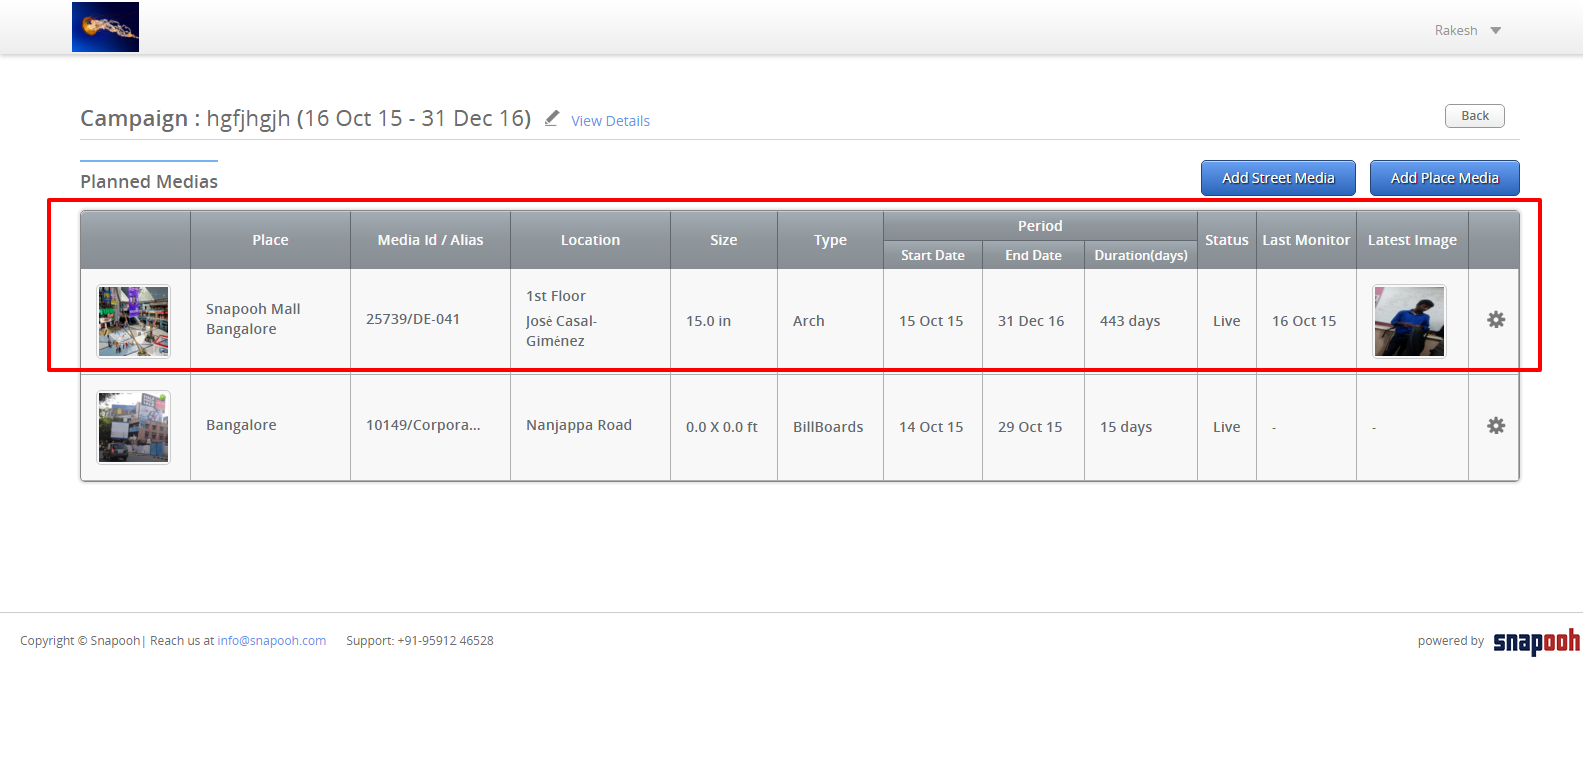 Rakesh
Campaign : hgfjhgjh (16 Oct 15 - 31 Dec 16) View Details
Back
Planned Medias
Add Street Media
Add Place Media
Place Media Id / Alias Location Size Type Period Status Last Monitor Latest Image
Start Date End Date Duration(days)
Snapooh Mall
Bangalore
25739/DE-041
1st Floor
José Casal-
Giménez
15.0 in
Arch
15 Oct 15
31 Dec 16
443 days
Live
16 Oct 15
Bangalore
10149/Corpora...
Nanjappa Road
0.0 X 0.0 ft
BillBoards
14 Oct 15
29 Oct 15
15 days
Live
-
-
Copyright © Snapooh| Reach us at info@snapooh.com Support: +91-95912 46528
powered by snapooh